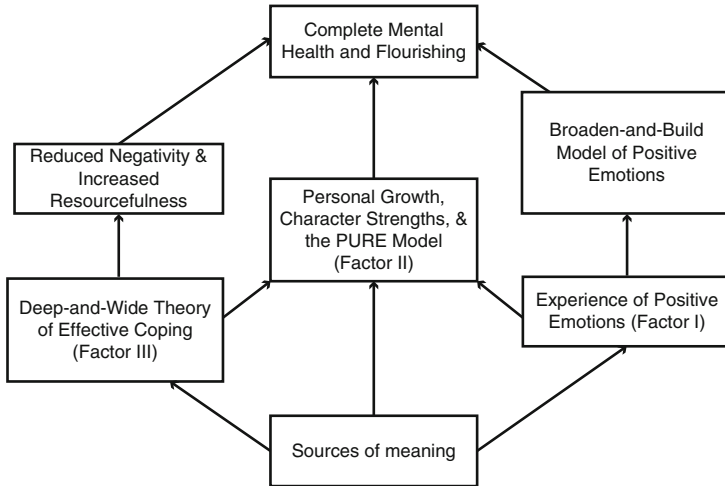 Complete Mental
Health and Flourishing
Reduced Negativity &
Increased
Resourcefulness
Broaden-and-Build
Model of Positive
Emotions
Personal Growth,
Character Strengths, &
the PURE Model
(Factor II)
Deep-and-Wide Theory
of Effective Coping
(Factor III)
Experience of Positive
Emotions (Factor I)
Sources of meaning